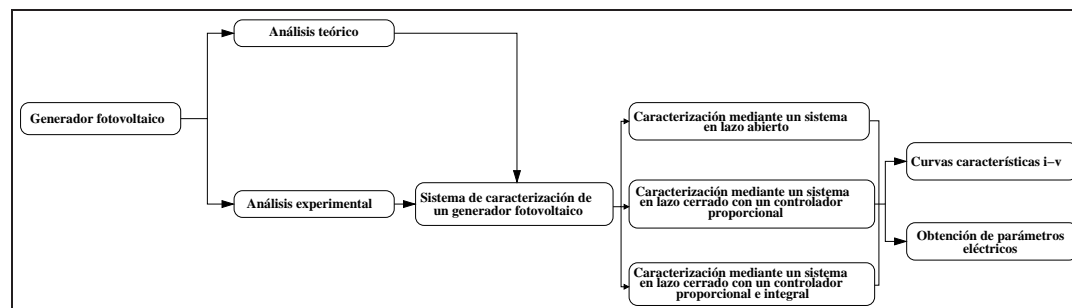 Análisis teórico
Generador fotovoltaico
Análisis experimental
Sistema de caracterización de
un generador fotovoltaico
Caracterización mediante un sistema
en lazo abierto
Caracterización mediante un sistema
en lazo cerrado con un controlador
proporcional
Caracterización mediante un sistema
en lazo cerrado con un controlador
proporcional e integral
Curvas características i−v
Obtención de parámetros
eléctricos